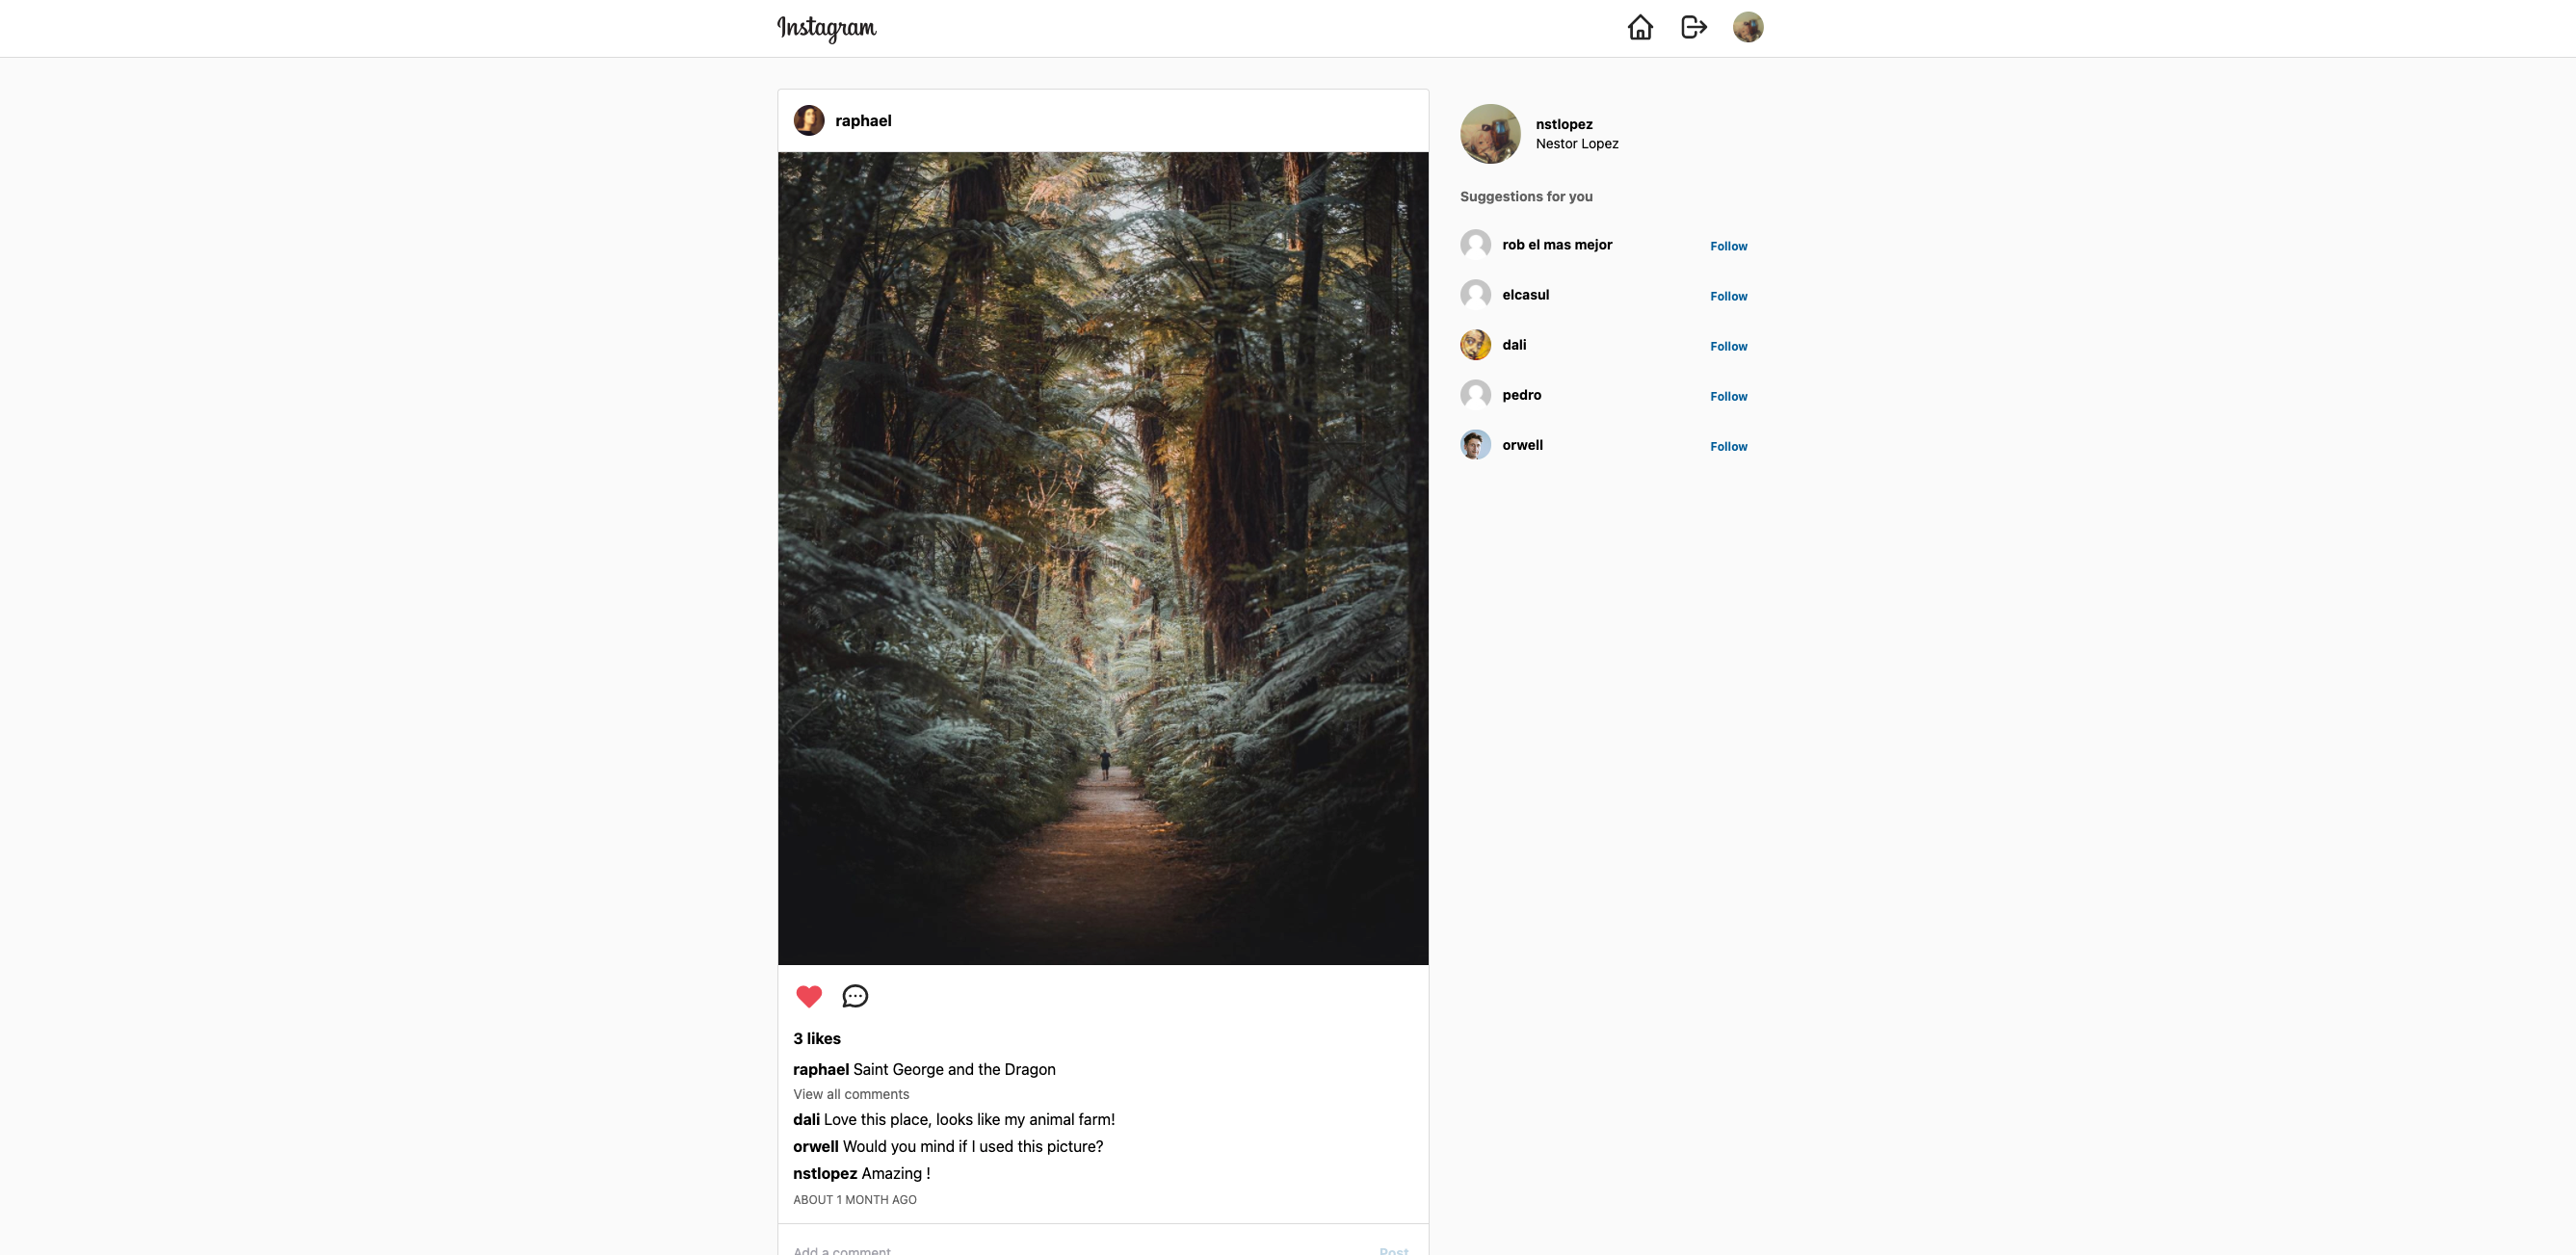 Instagram
raphael
nstlopez
Nestor Lopez
Suggestions for you
rob el mas mejor Follow
elcasul Follow
dali Follow
pedro Follow
orwell Follow
3 likes
raphael Saint George and the Dragon
View all comments
dali Love this place, looks like my animal farm!
orwell Would you mind if I used this picture?
nstlopez Amazing !
ABOUT 1 MONTH AGO
Add a comment Post